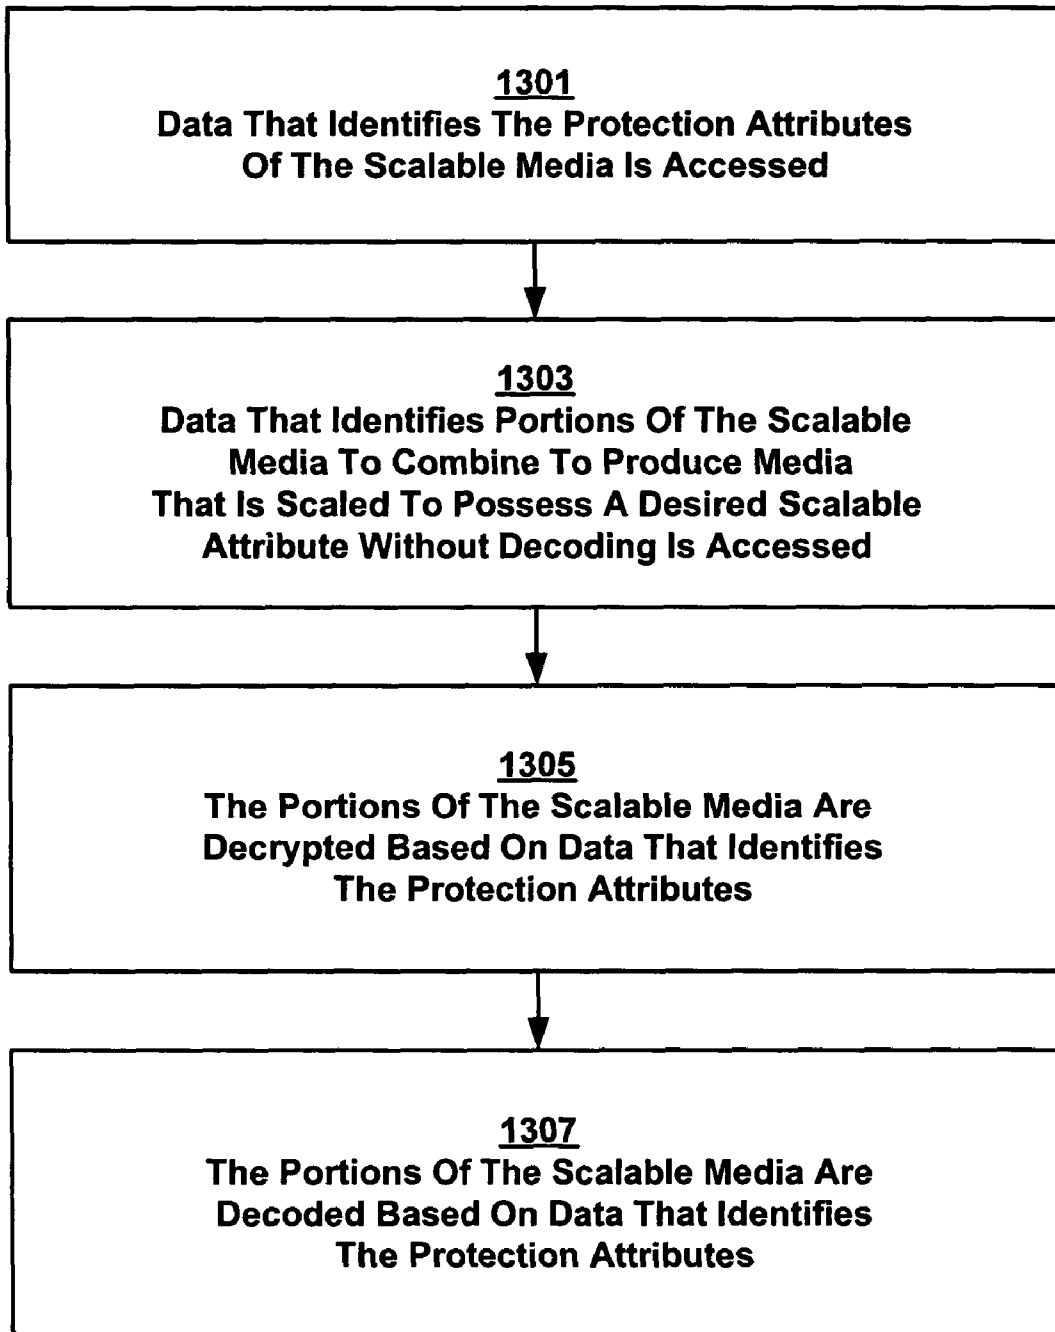 1301
Data That Identifies The Protection Attributes
Of The Scalable Media Is Accessed
1303
Data That Identifies Portions Of The Scalable
Media To Combine To Produce Media
That Is Scaled To Possess A Desired Scalable
Attribute Without Decoding Is Accessed
1305
The Portions Of The Scalable Media Are
Decrypted Based On Data That Identifies
The Protection Attributes
1307
The Portions Of The Scalable Media Are
Decoded Based On Data That Identifies
The Protection Attributes